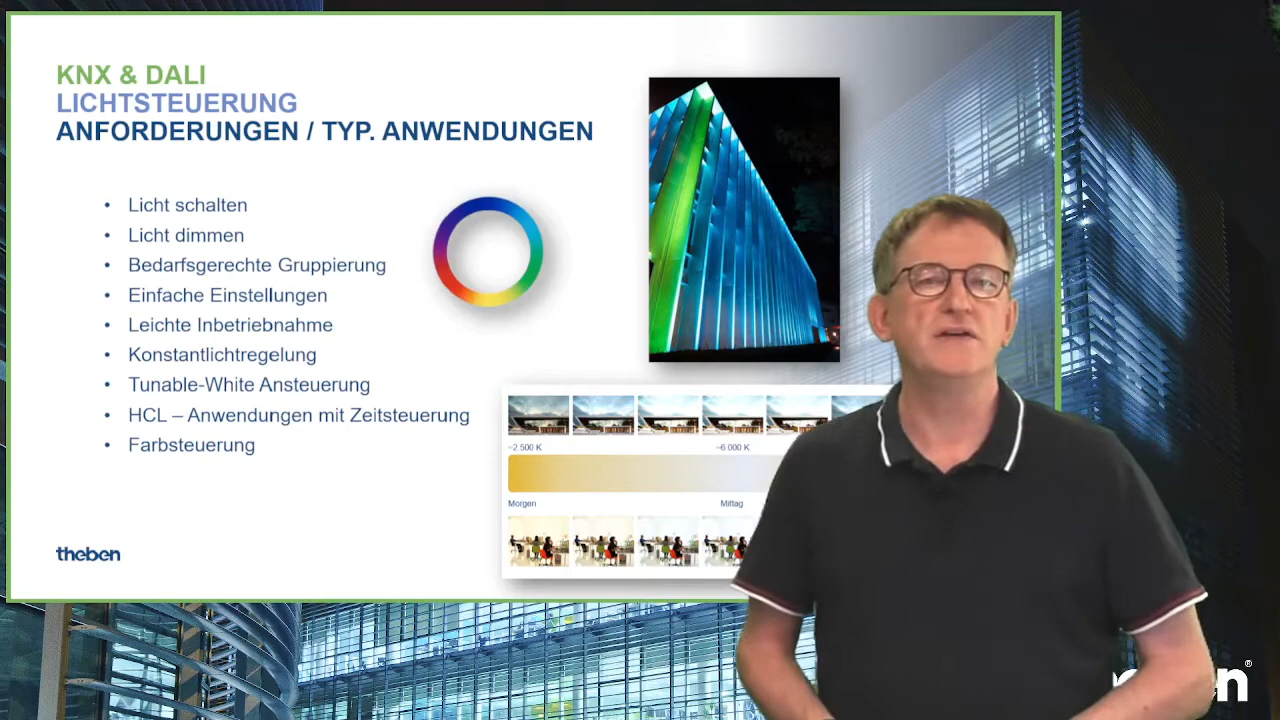 KNX & DALI
LICHTSTEUERUNG
ANFORDERUNGEN / TYP. ANWENDUNGEN
• Licht schalten
• Licht dimmen
• Bedarfsgerechte Gruppierung
• Einfache Einstellungen
• Leichte Inbetriebnahme
• Konstantlichtregelung
• Tunable-White Ansteuerung
• HCL – Anwendungen mit Zeitsteuerung
• Farbsteuerung
~2.500 K ~6.000 K
Morgen Mittag
theben